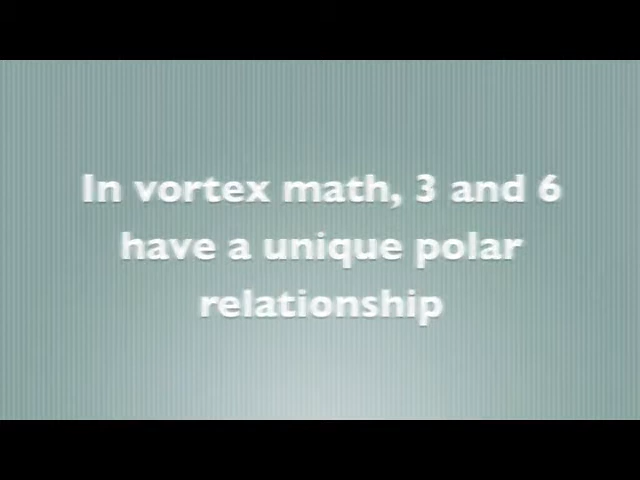 In vortex math, 3 and 6
have a unique polar
relationship